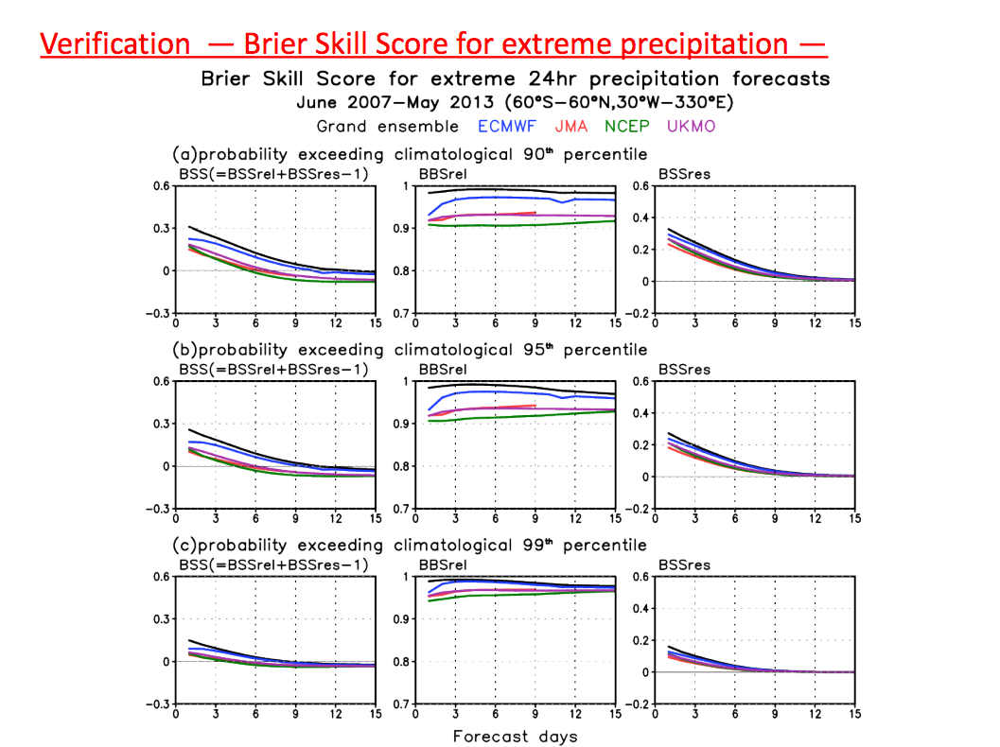 Verification — Brier Skill Score for extreme precipitation —
Brier Skill Score for extreme 24hr precipitation forecasts
June 2007−May 2013 (60°S−60°N,30°W−330°E)
Grand ensemble ECMWF JMA NCEP UKMO
(a)probability exceeding climatological 90th percentile
BSS(=BSSrel+BSSres−1) BBSrel BSSres
0.6 1 0.6
0.3 0.9 0.4
0 0.8 0.2
−0.3 0.7 0
−0.2
0 3 6 9 12 15 0 3 6 9 12 15 0 3 6 9 12 15
(b)probability exceeding climatological 95th percentile
BSS(=BSSrel+BSSres−1) BBSrel BSSres
0.6 1 0.6
0.3 0.9 0.4
0 0.8 0.2
−0.3 0.7 0
−0.2
0 3 6 9 12 15 0 3 6 9 12 15 0 3 6 9 12 15
(c)probability exceeding climatological 99th percentile
BSS(=BSSrel+BSSres−1) BBSrel BSSres
0.6 1 0.6
0.3 0.9 0.4
0 0.8 0.2
−0.3 0.7 0
−0.2
0 3 6 9 12 15 0 3 6 9 12 15 0 3 6 9 12 15
Forecast days